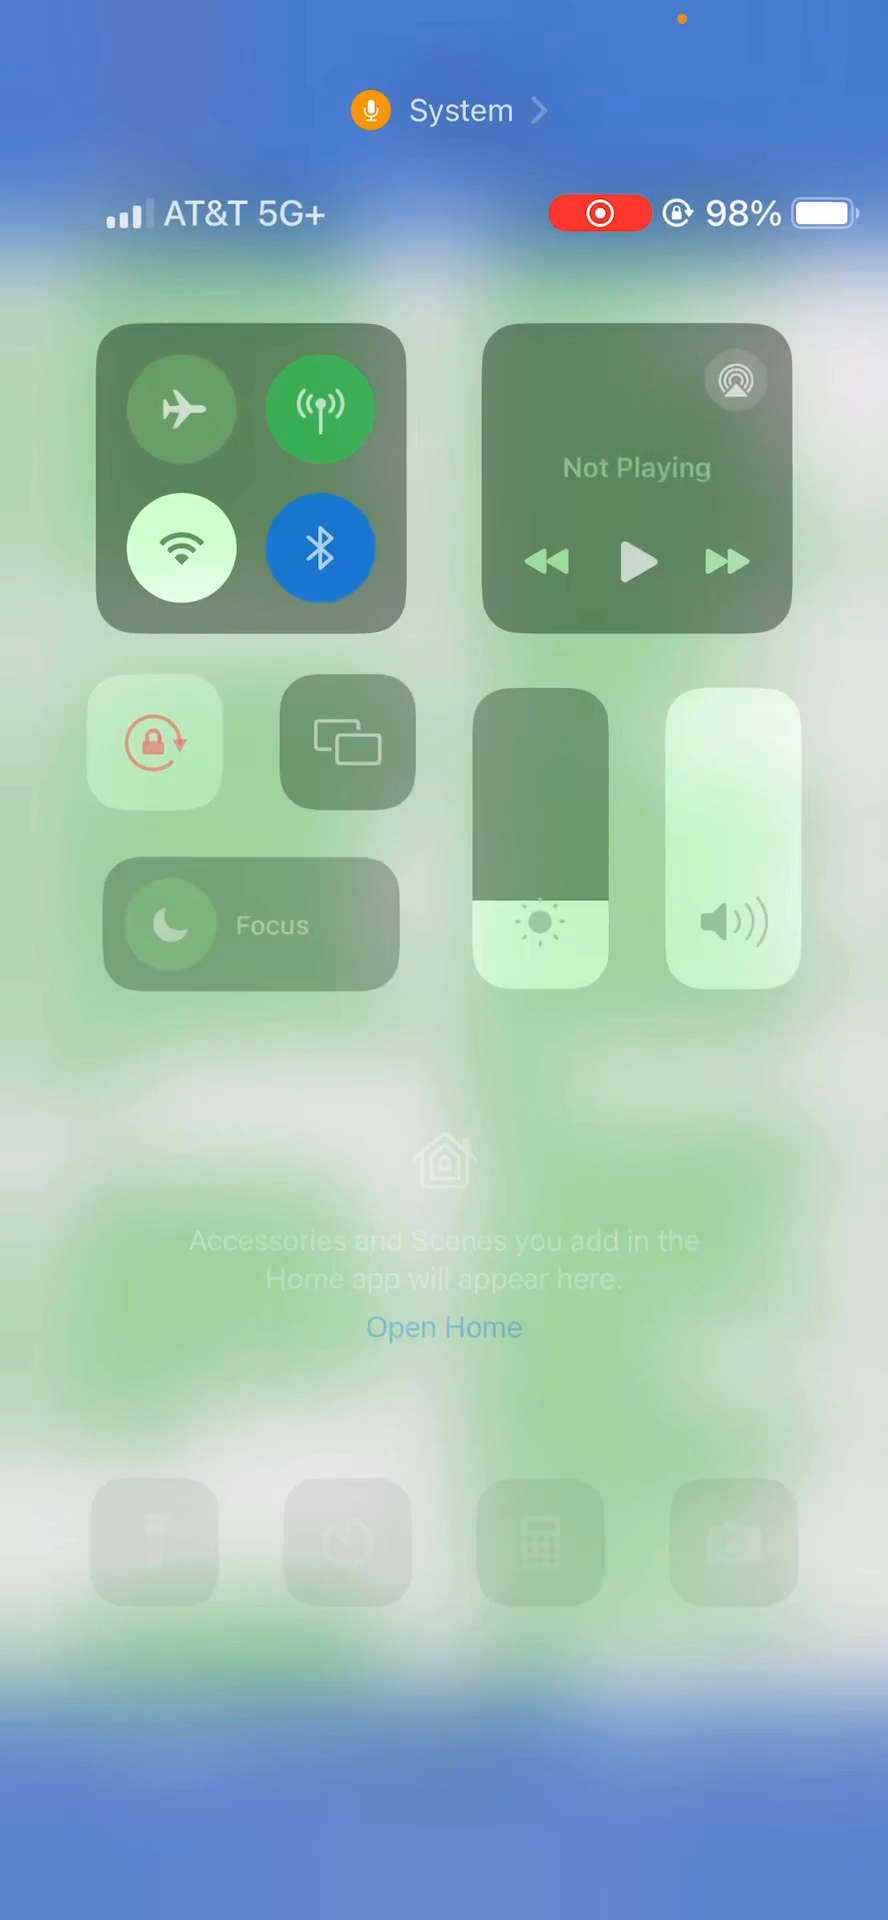 System
AT&T 5G+
98%
Not Playing
Focus
Accessories and Scenes you add in the
Home app will appear here.
Open Home